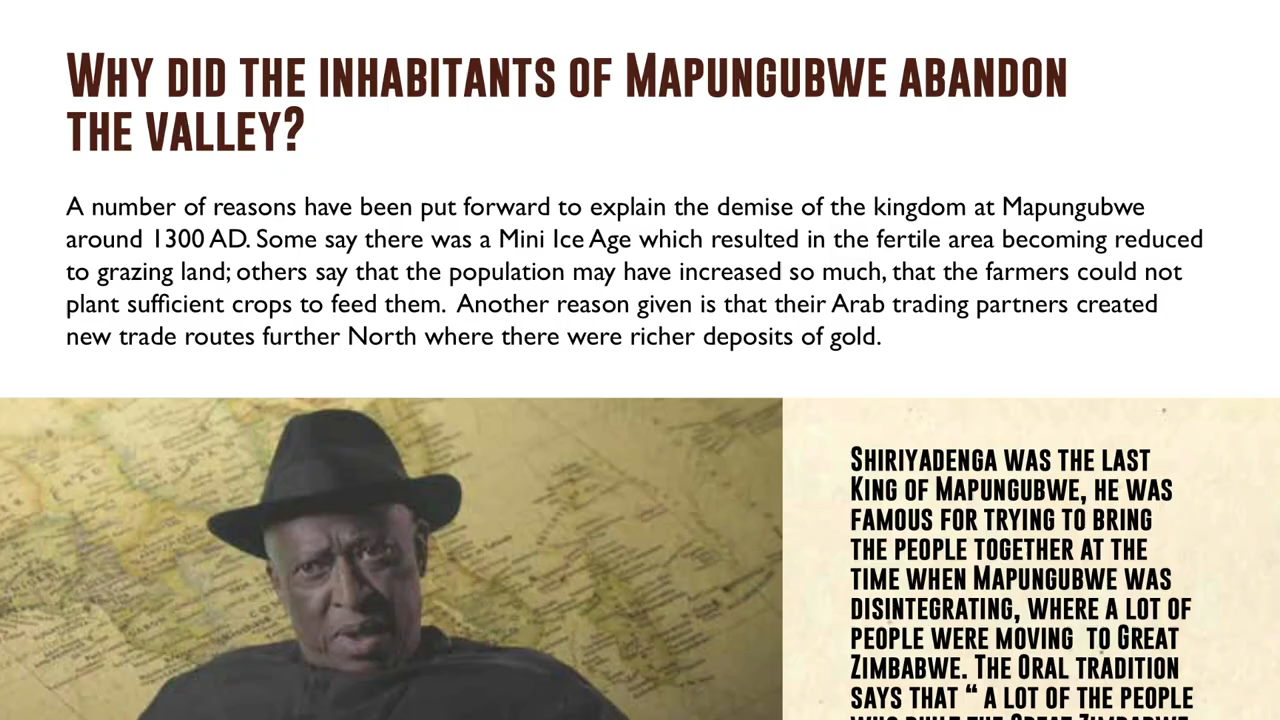 WHY DID THE INHABITANTS OF MAPUNGUBWE ABANDON
THE VALLEY?
A number of reasons have been put forward to explain the demise of the kingdom at Mapungubwe
around 1300 AD. Some say there was a Mini Ice Age which resulted in the fertile area becoming reduced
to grazing land; others say that the population may have increased so much, that the farmers could not
plant sufficient crops to feed them. Another reason given is that their Arab trading partners created
new trade routes further North where there were richer deposits of gold.
SHIRIYADENGA WAS THE LAST
KING OF MAPUNGUBWE, HE WAS
FAMOUS FOR TRYING TO BRING
THE PEOPLE TOGETHER AT THE
TIME WHEN MAPUNGUBWE WAS
DISINTEGRATING, WHERE A LOT OF
PEOPLE WERE MOVING TO GREAT
ZIMBABWE. THE ORAL TRADITION
SAYS THAT “ A LOT OF THE PEOPLE
WHO BUILT THE GREAT ZIMBABWE